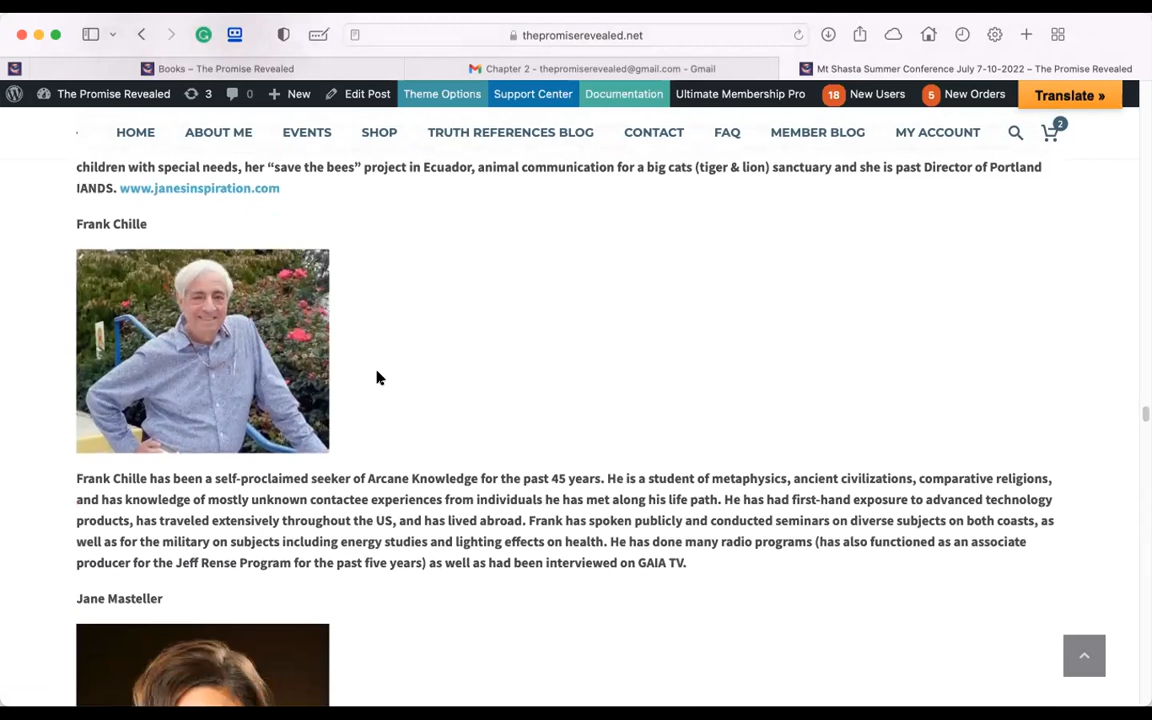 thepromiserevealed.net
Books – The Promise Revealed
Chapter 2 - thepromiserevealed@gmail.com - Gmail
Mt Shasta Summer Conference July 7-10-2022 – The Promise Revealed
The Promise Revealed 3 0 New Edit Post Theme Options Support Center Documentation Ultimate Membership Pro 18 New Users 5 New Orders Translate »
HOME ABOUT ME EVENTS SHOP TRUTH REFERENCES BLOG CONTACT FAQ MEMBER BLOG MY ACCOUNT 2
children with special needs, her “save the bees” project in Ecuador, animal communication for a big cats (tiger & lion) sanctuary and she is past Director of Portland
IANDS. www.janesinspiration.com
Frank Chille
Frank Chille has been a self-proclaimed seeker of Arcane Knowledge for the past 45 years. He is a student of metaphysics, ancient civilizations, comparative religions,
and has knowledge of mostly unknown contactee experiences from individuals he has met along his life path. He has had first-hand exposure to advanced technology
products, has traveled extensively throughout the US, and has lived abroad. Frank has spoken publicly and conducted seminars on diverse subjects on both coasts, as
well as for the military on subjects including energy studies and lighting effects on health. He has done many radio programs (has also functioned as an associate
producer for the Jeff Rense Program for the past five years) as well as had been interviewed on GAIA TV.
Jane Masteller